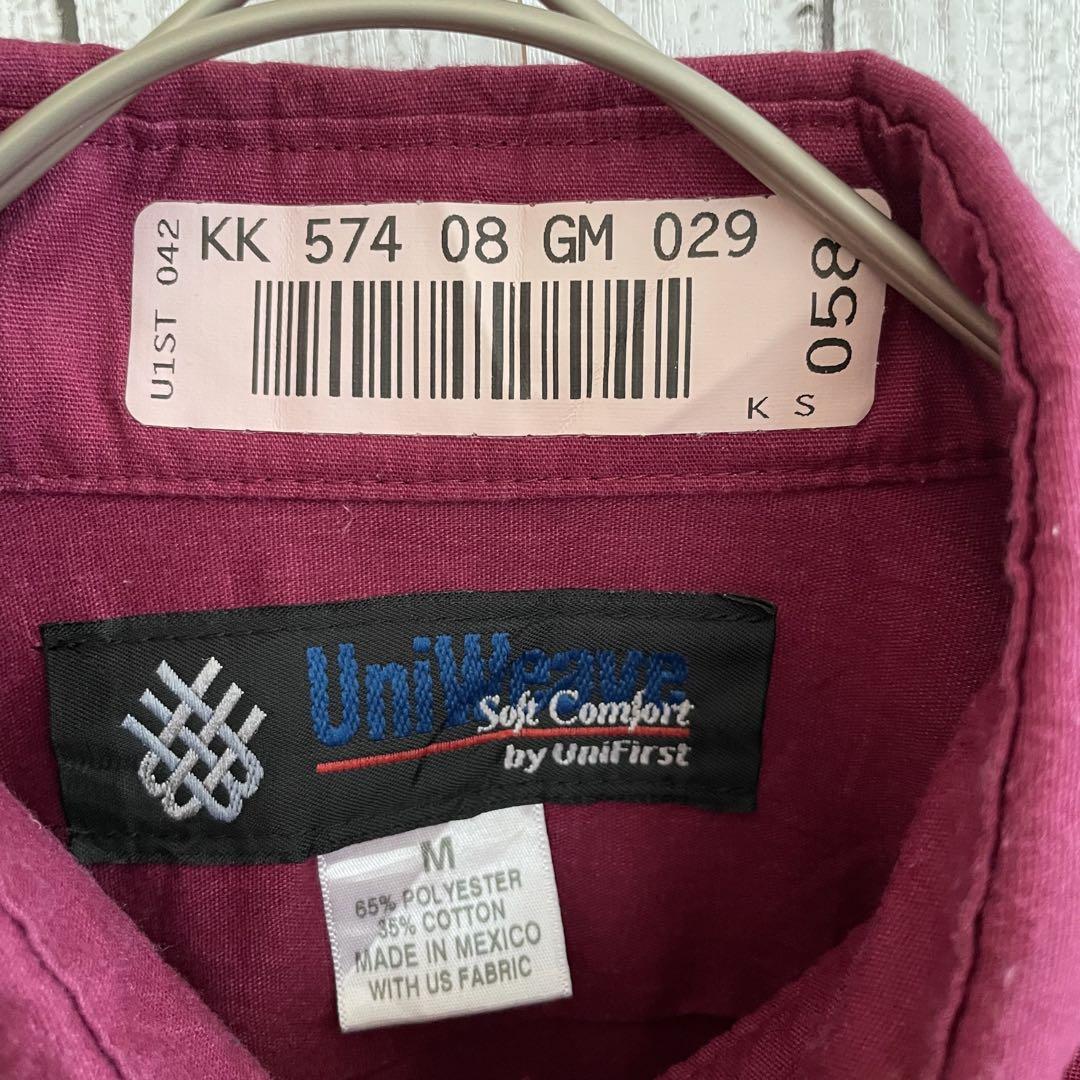 U1ST 042
KK 574 08 GM 029
058
K S
UniWeave
Soft Comfort
by UniFirst
M
65% POLYESTER
35% COTTON
MADE IN MEXICO
WITH US FABRIC